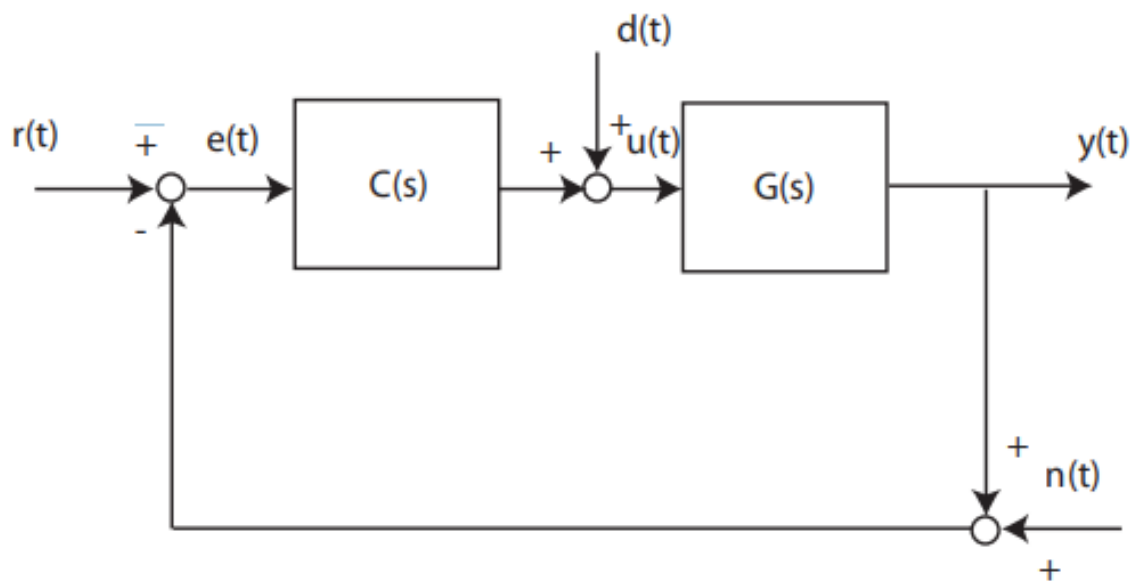 d(t)
r(t) + e(t) C(s) + + u(t) G(s) y(t)
-
+ n(t)
+